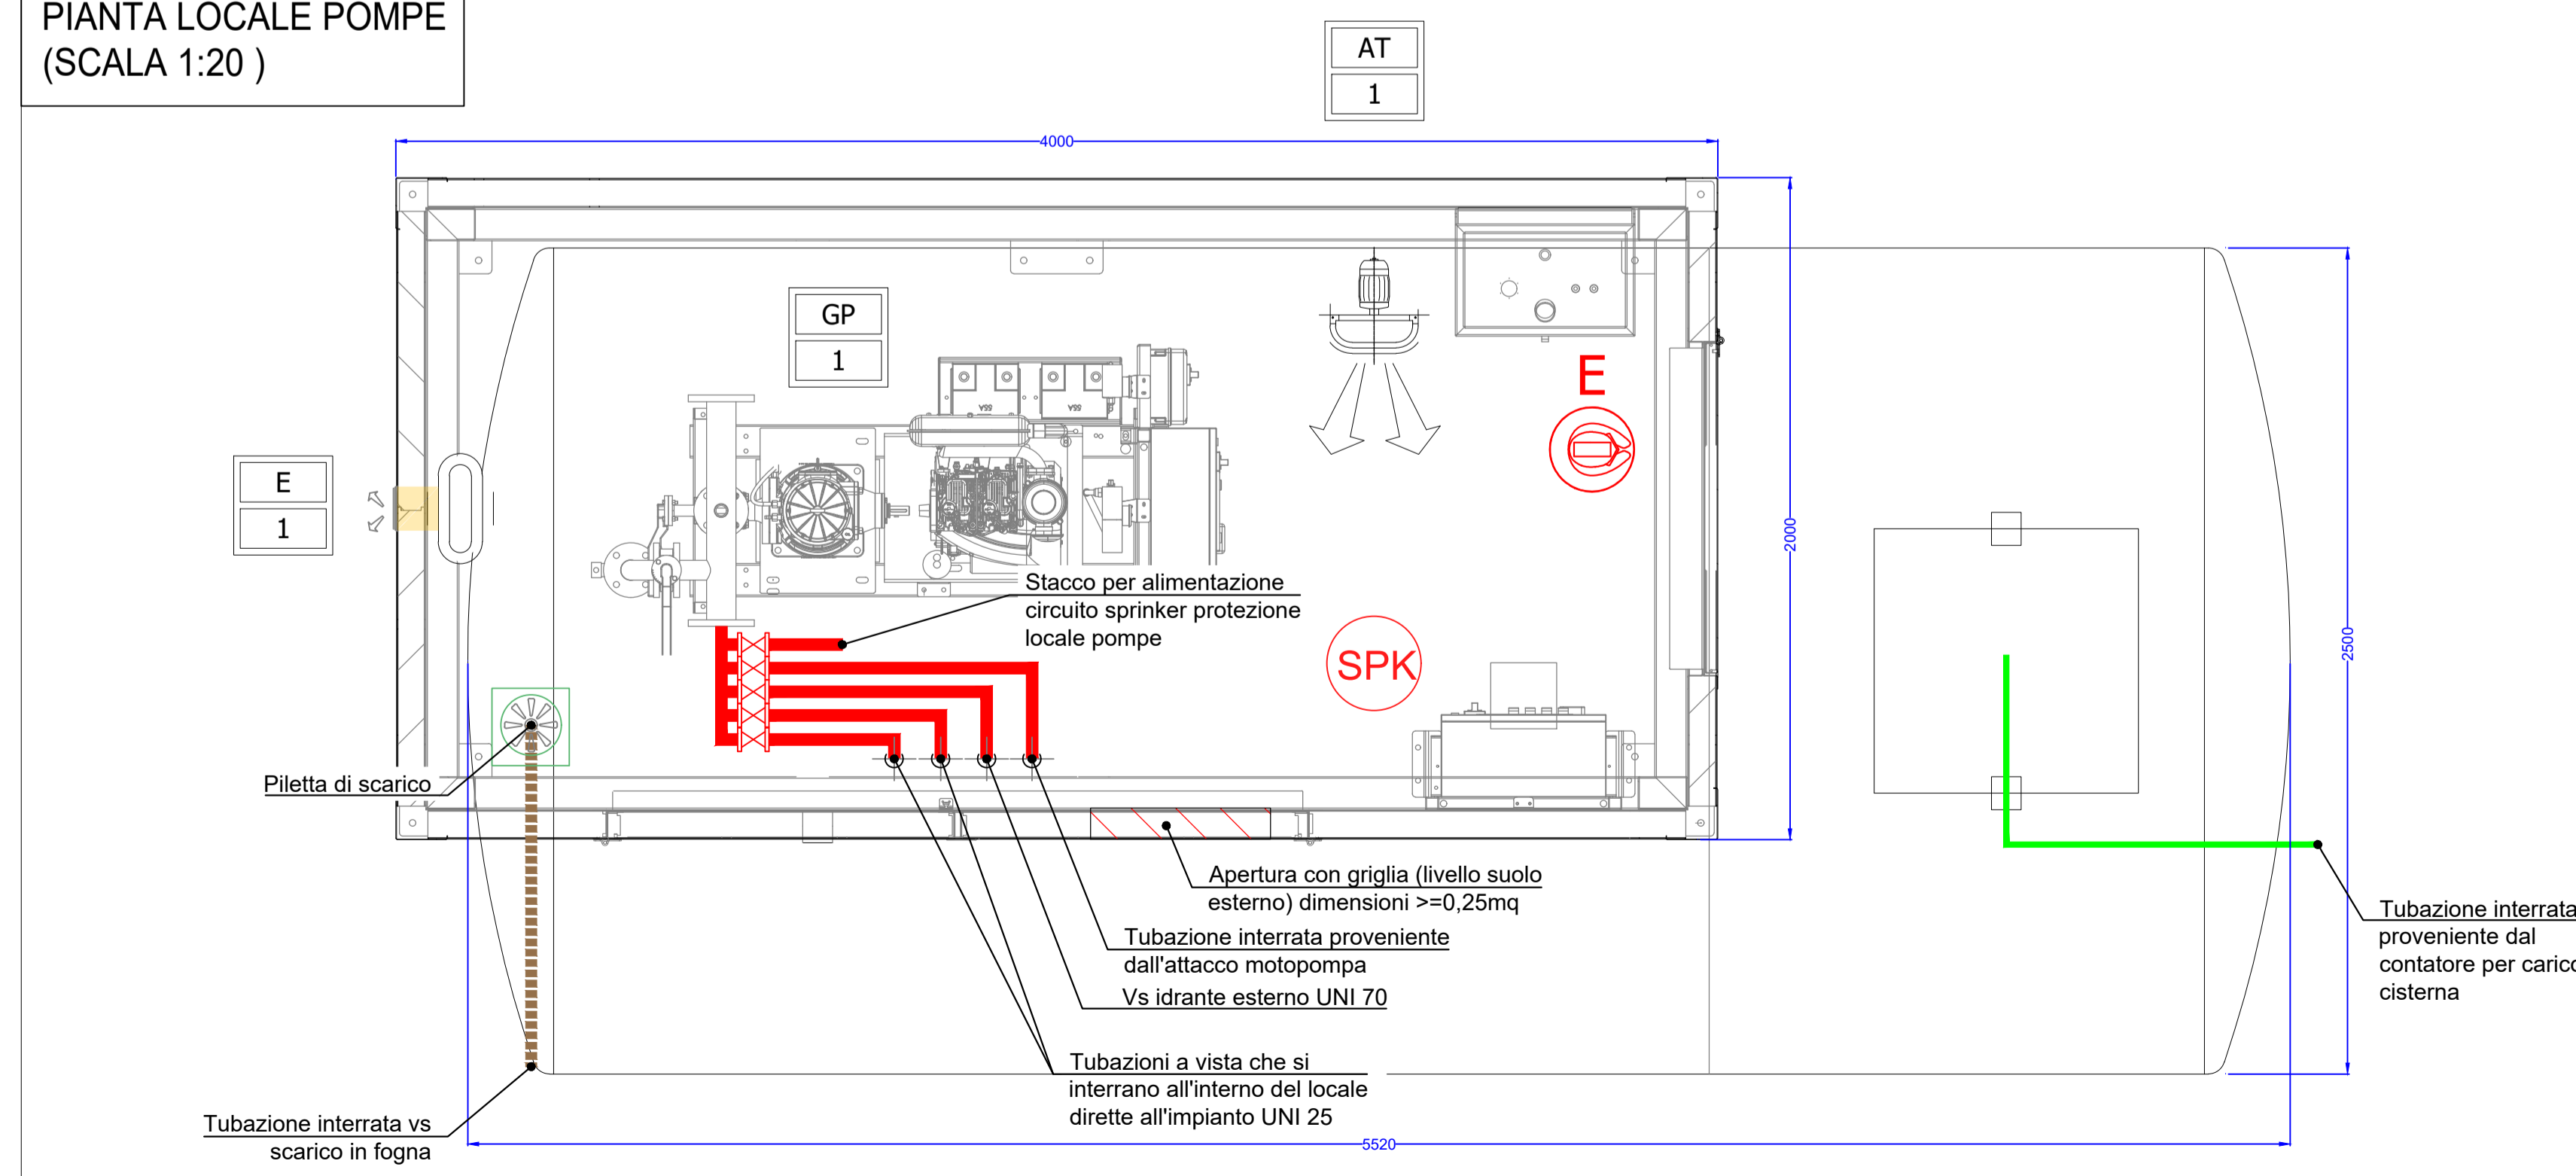 PIANTA LOCALE POMPE
(SCALA 1:20 )
AT
1
4000
GP
1
E
E
1
2000
2500
Stacco per alimentazione
circuito sprinker protezione
locale pompe
SPK
Piletta di scarico
Apertura con griglia (livello suolo
esterno) dimensioni >=0,25mq
Tubazione interrata proveniente
dall'attacco motopompa
Vs idrante esterno UNI 70
Tubazione interrata
proveniente dal
contatore per carico
cisterna
Tubazioni a vista che si
interrano all'interno del locale
dirette all'impianto UNI 25
Tubazione interrata vs
scarico in fogna
5520